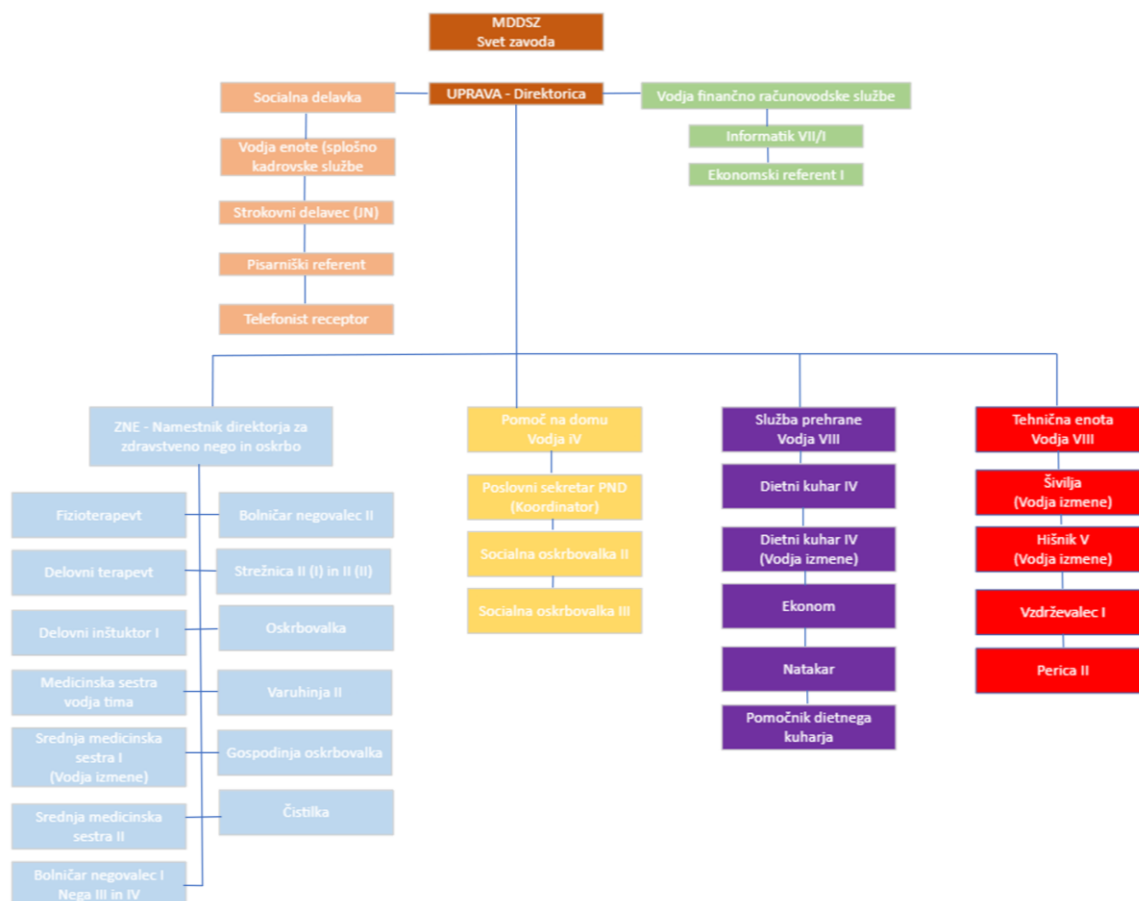 MDDSZ
Svet zavoda
UPRAVA - Direktorica
Socialna delavka
Vodja enote (splošno
kadrovske službe
Strokovni delavec (JN)
Pisarniški referent
Telefonist receptor
Vodja finančno računovodske službe
Informatik VII/I
Ekonomski referent I
ZNE - Namestnik direktorja za
zdravstveno nego in oskrbo
Fizioterapevt
Delovni terapevt
Delovni inštuktor I
Medicinska sestra
vodja tima
Srednja medicinska
sestra I
(Vodja izmene)
Srednja medicinska
sestra II
Bolničar negovalec I
Nega III in IV
Bolničar negovalec II
Strežnica II (I) in II (II)
Oskrbovalka
Varuhinja II
Gospodinja oskrbovalka
Čistilka
Pomoč na domu
Vodja iV
Poslovni sekretar PND
(Koordinator)
Socialna oskrbovalka II
Socialna oskrbovalka III
Služba prehrane
Vodja VIII
Dietni kuhar IV
Dietni kuhar IV
(Vodja izmene)
Ekonom
Natakar
Pomočnik dietnega
kuharja
Tehnična enota
Vodja VIII
Šivilja
(Vodja izmene)
Hišnik V
(Vodja izmene)
Vzdrževalec I
Perica II